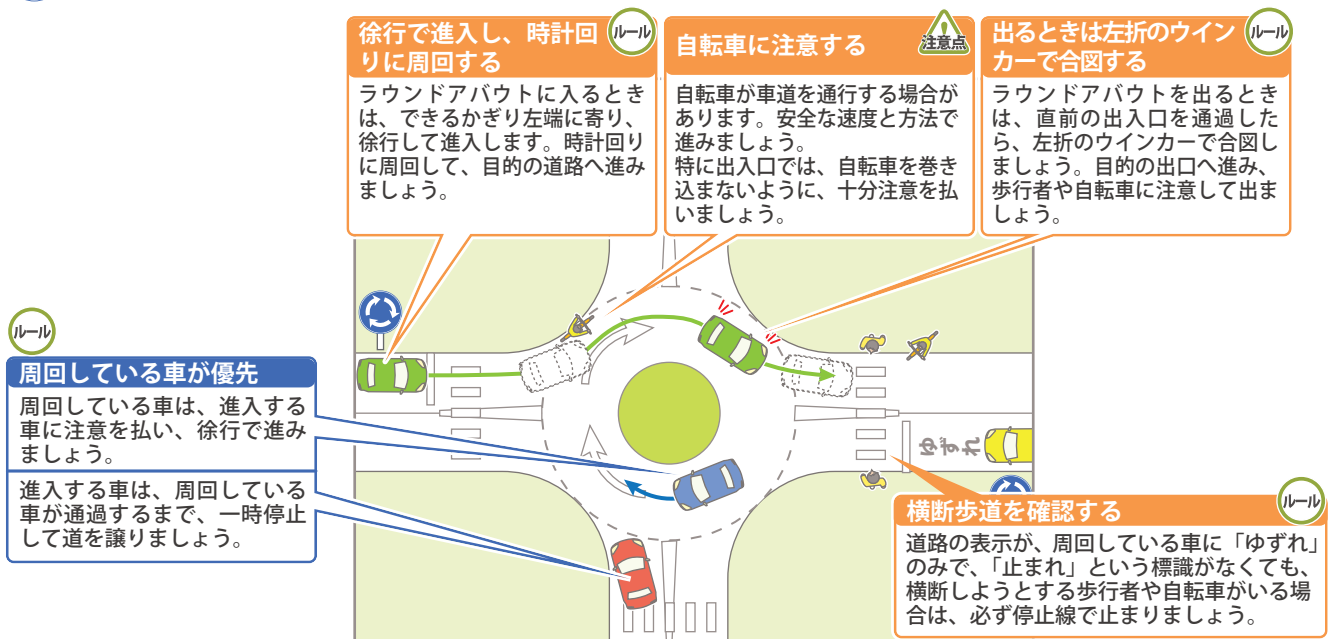 徐行で進入し、時計回
りに周回する
ルール
ラウンドアバウトに入るとき
は、できるかぎり左端に寄り、
徐行して進入します。時計回り
に周回して、目的の道路へ進み
ましょう。
自転車に注意する
注意点
自転車が車道を通行する場合が
あります。安全な速度と方法で
進みましょう。
特に出入口では、自転車を巻き
込まないように、十分注意を払
いましょう。
出るときは左折のウイン
カーで合図する
ルール
ラウンドアバウトを出るとき
は、直前の出入口を通過した
ら、左折のウインカーで合図し
ましょう。目的の出口へ進み、
歩行者や自転車に注意して出ま
しょう。
ルール
周回している車が優先
周回している車は、進入する
車に注意を払い、徐行で進み
ましょう。
進入する車は、周回している
車が通過するまで、一時停止
して道を譲りましょう。
ゆずれ
横断歩道を確認する
ルール
道路の表示が、周回している車に「ゆずれ」
のみで、「止まれ」という標識がなくても、
横断しようとする歩行者や自転車がいる場
合は、必ず停止線で止まりましょう。